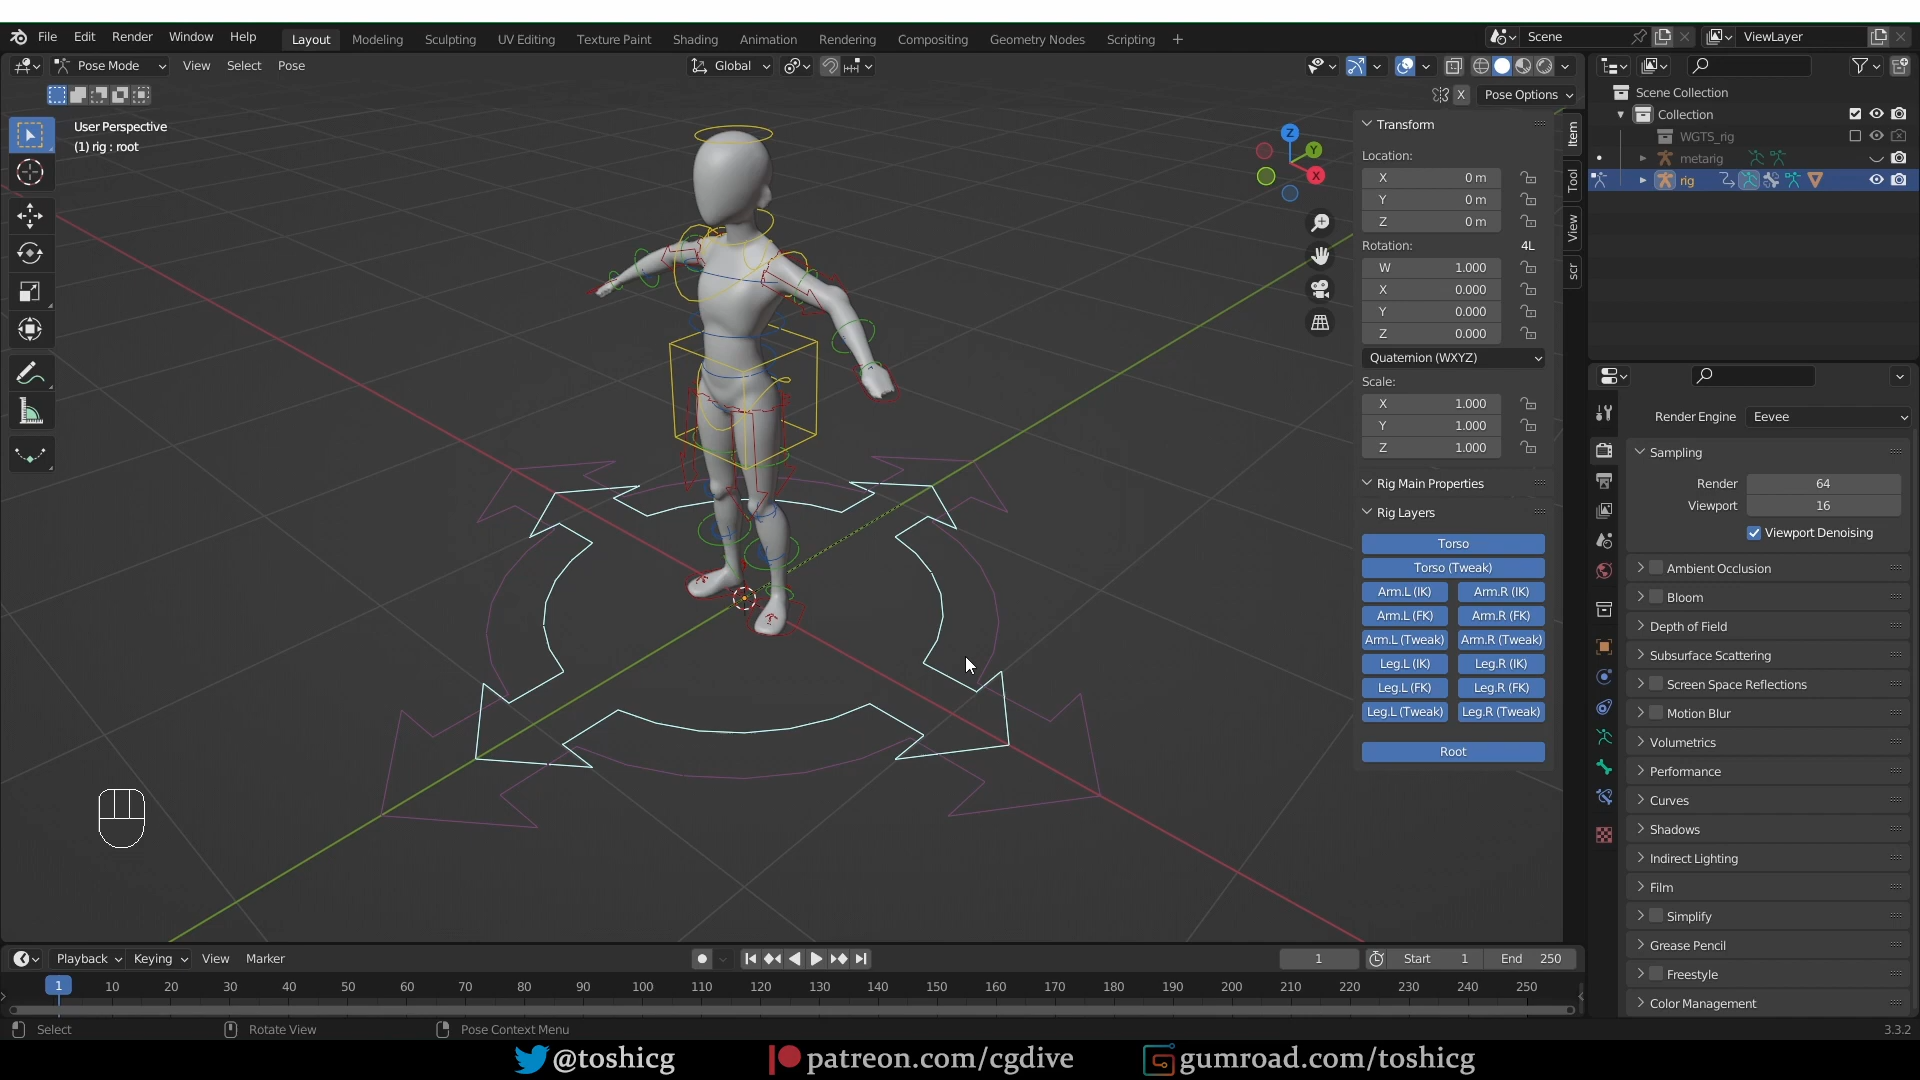 File Edit Render Window Help Layout Modeling Sculpting UV Editing Texture Paint Shading Animation Rendering Compositing Geometry Nodes Scripting + Scene ViewLayer
Pose Mode View Select Pose Global
X Pose Options
User Perspective
(1) rig : root
Z
Y
X
Transform
Location:
X 0 m
Y 0 m
Z 0 m
Rotation: 4L
W 1.000
X 0.000
Y 0.000
Z 0.000
Quaternion (WXYZ)
Scale:
X 1.000
Y 1.000
Z 1.000
Rig Main Properties
Rig Layers
Torso
Torso (Tweak)
Arm.L (IK) Arm.R (IK)
Arm.L (FK) Arm.R (FK)
Arm.L (Tweak) Arm.R (Tweak)
Leg.L (IK) Leg.R (IK)
Leg.L (FK) Leg.R (FK)
Leg.L (Tweak) Leg.R (Tweak)
Root
Item
Tool
View
scr
Scene Collection
Collection
WGTS_rig
metarig
rig
Render Engine Eevee
Sampling
Render 64
Viewport 16
Viewport Denoising
Ambient Occlusion
Bloom
Depth of Field
Subsurface Scattering
Screen Space Reflections
Motion Blur
Volumetrics
Performance
Curves
Shadows
Indirect Lighting
Film
Simplify
Grease Pencil
Freestyle
Color Management
Playback Keying View Marker 1 Start 1 End 250
1 10 20 30 40 50 60 70 80 90 100 110 120 130 140 150 160 170 180 190 200 210 220 230 240 250
Select Rotate View Pose Context Menu 3.3.2
@toshicg patreon.com/cgdive gumroad.com/toshicg